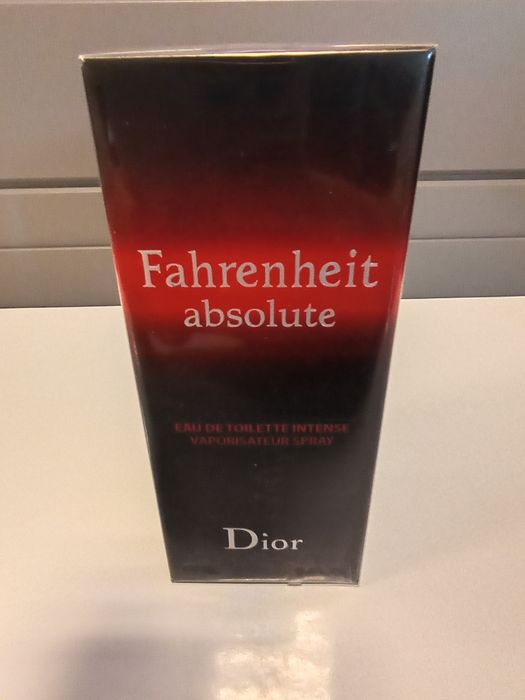 Fahrenheit
absolute
EAU DE TOILETTE INTENSE
VAPORISATEUR SPRAY
Dior